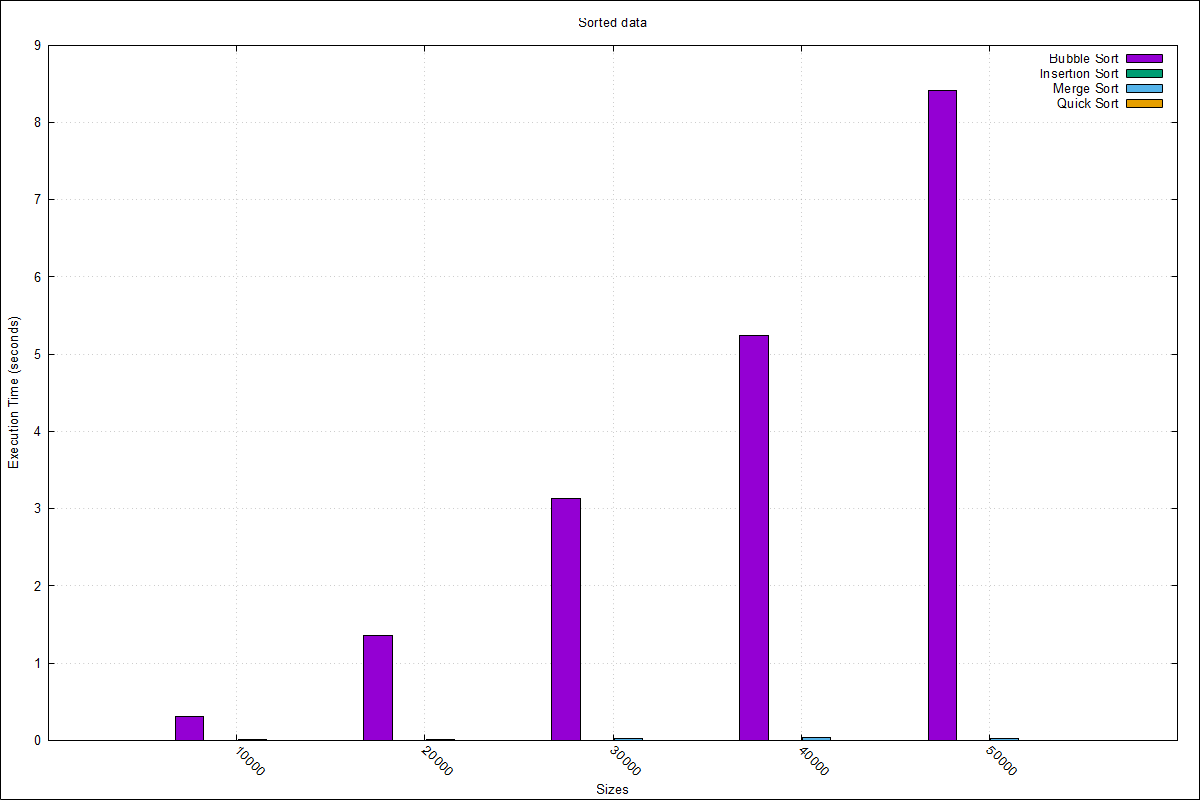 Sorted data
9
8
7
6
5
4
3
2
1
0
Execution Time (seconds)
Bubble Sort
Insertion Sort
Merge Sort
Quick Sort
10000
20000
30000
40000
50000
Sizes